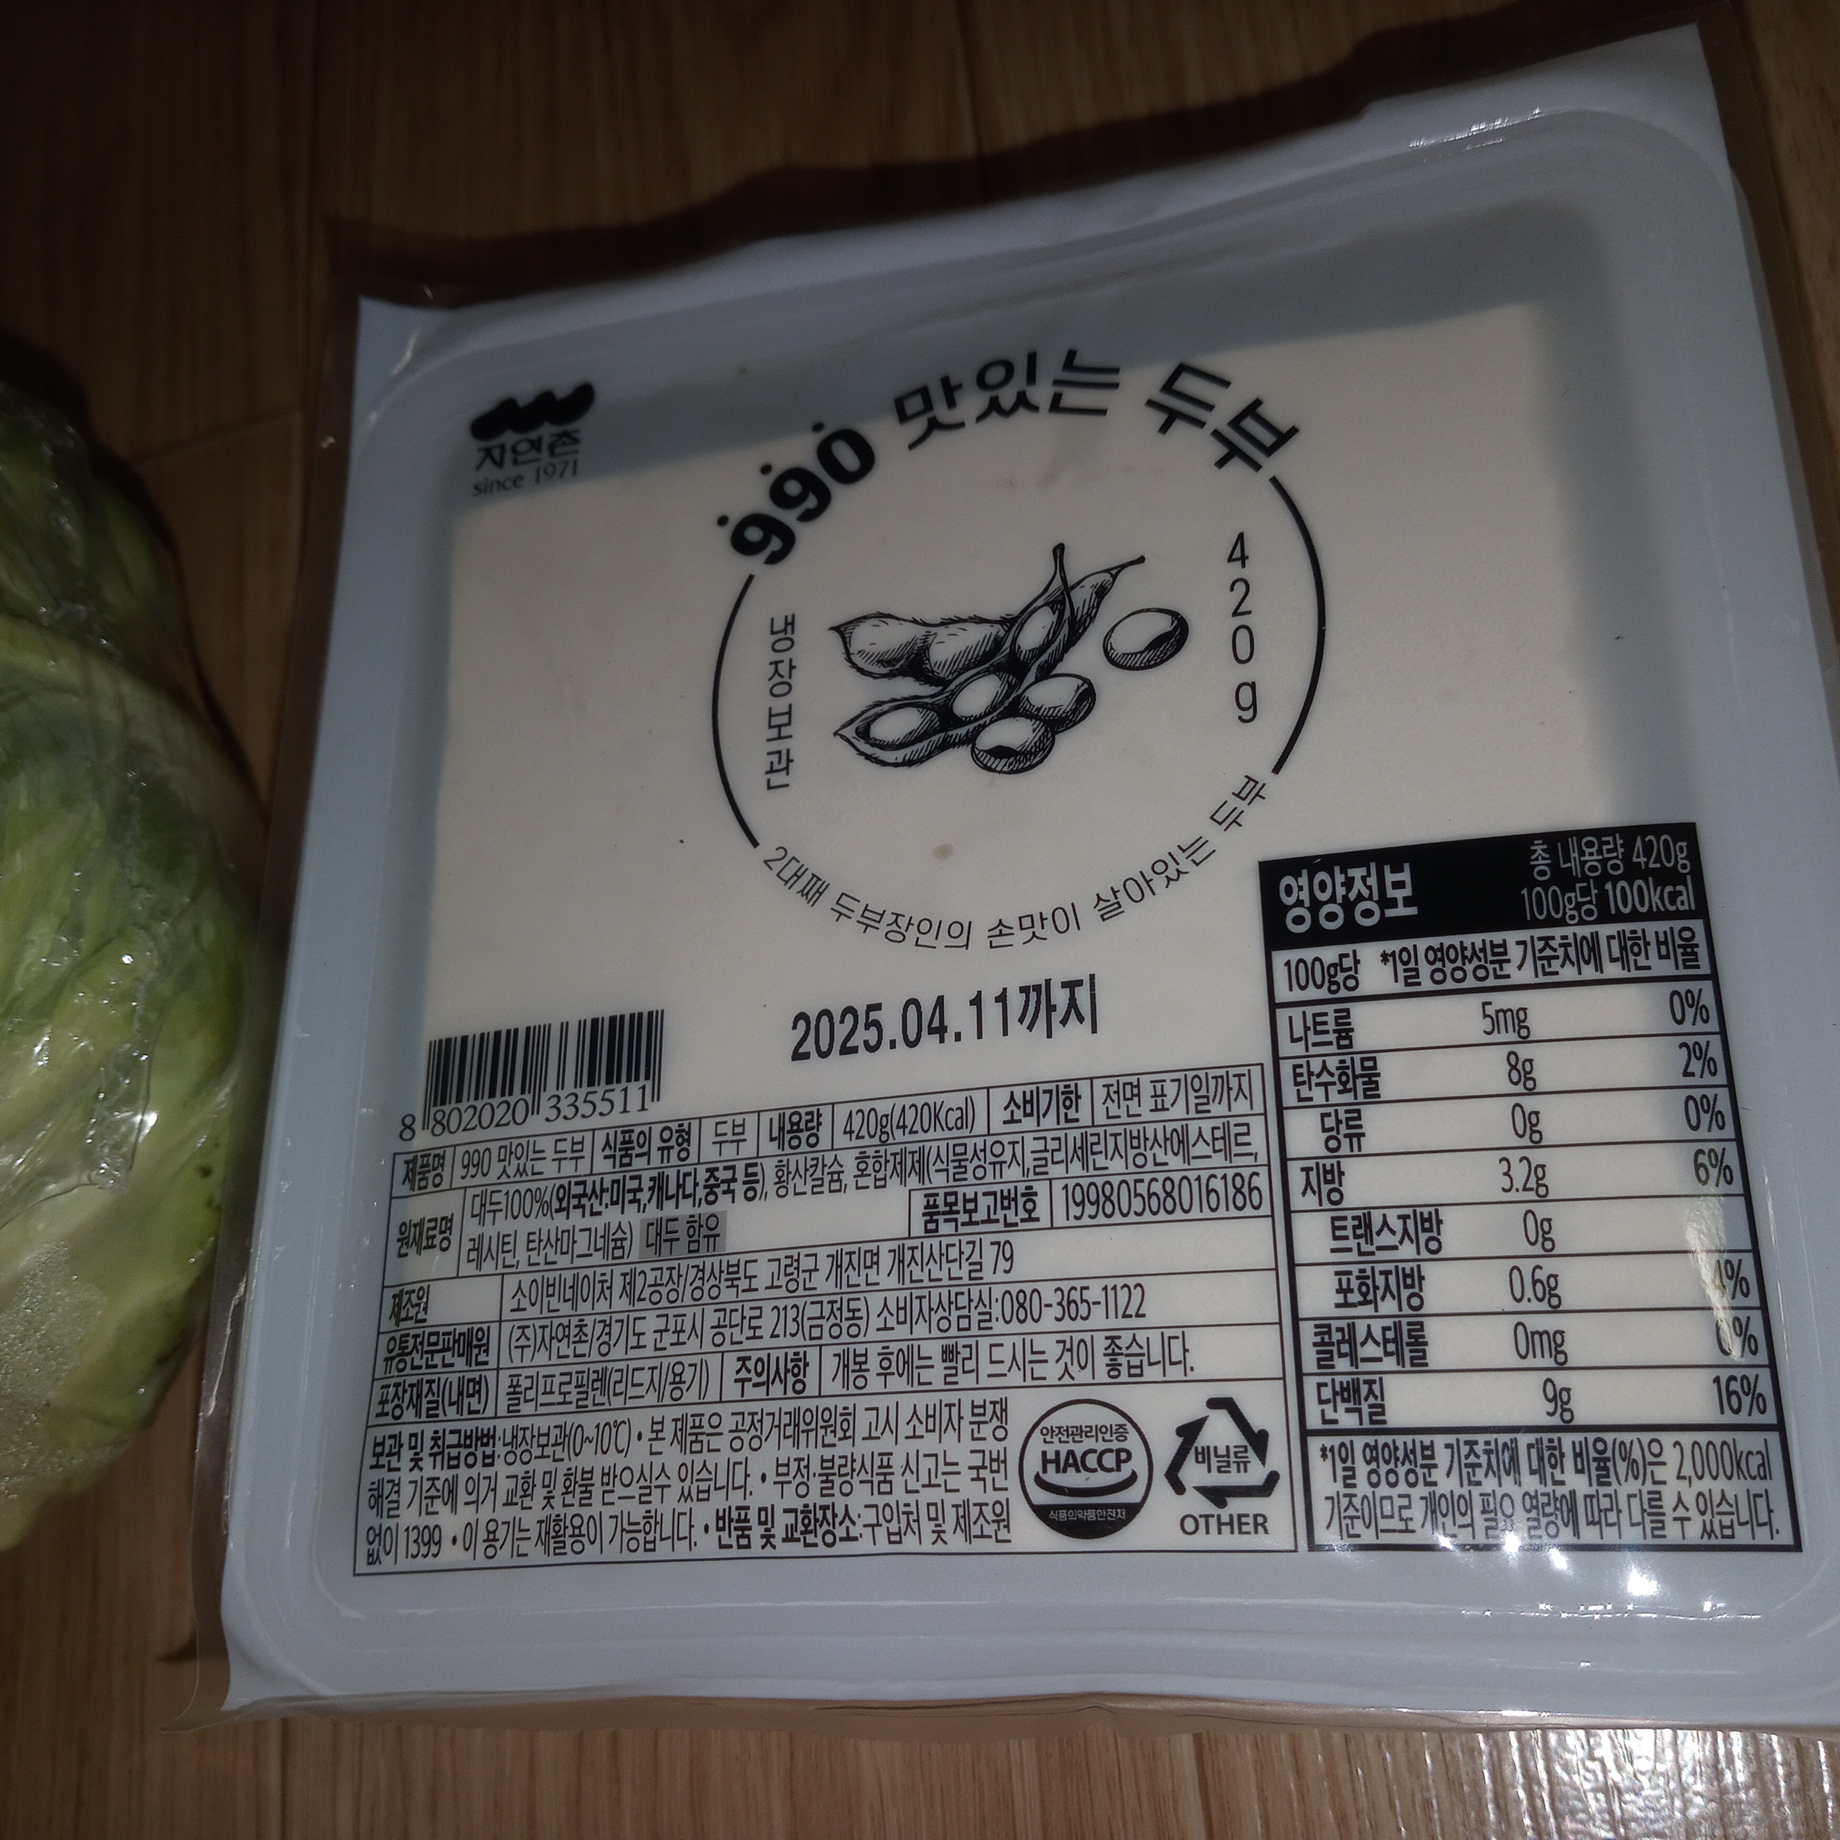 자연촌
since 1971
990 맛있는 두부
냉장보관
420g
2대째 두부장인의 손맛이 살아있는 두부
2025.04.11까지
8 802020 335511
제품명 990 맛있는 두부 식품의 유형 두부 내용량 420g(420Kcal) 소비기한 전면 표기일까지
원재료명 대두100%(외국산:미국,캐나다,중국 등), 황산칼슘, 혼합제제(식물성유지,글리세린지방산에스테르,
레시틴, 탄산마그네슘) 대두 함유 품목보고번호 19980568016186
제조원 소이빈네이처 제2공장/경상북도 고령군 개진면 개진산단길 79
유통전문판매원 (주)자연촌/경기도 군포시 공단로 213(금정동) 소비자상담실:080-365-1122
포장재질(내면) 폴리프로필렌(리드지/용기) 주의사항 개봉 후에는 빨리 드시는 것이 좋습니다.
보관 및 취급방법:냉장보관(0~10℃) • 본 제품은 공정거래위원회 고시 소비자 분쟁
해결 기준에 의거 교환 및 환불 받으실수 있습니다. • 부정·불량식품 신고는 국번
없이 1399 • 이 용기는 재활용이 가능합니다. • 반품 및 교환장소:구입처 및 제조원
안전관리인증
HACCP
식품의약품안전처
비닐류
OTHER
영양정보
총 내용량 420g
100g당 100kcal
100g당 *1일 영양성분 기준치에 대한 비율
나트륨 5mg 0%
탄수화물 8g 2%
당류 0g 0%
지방 3.2g 6%
트랜스지방 0g
포화지방 0.6g 4%
콜레스테롤 0mg 0%
단백질 9g 16%
*1일 영양성분 기준치에 대한 비율(%)은 2,000kcal
기준이므로 개인의 필요 열량에 따라 다를 수 있습니다.